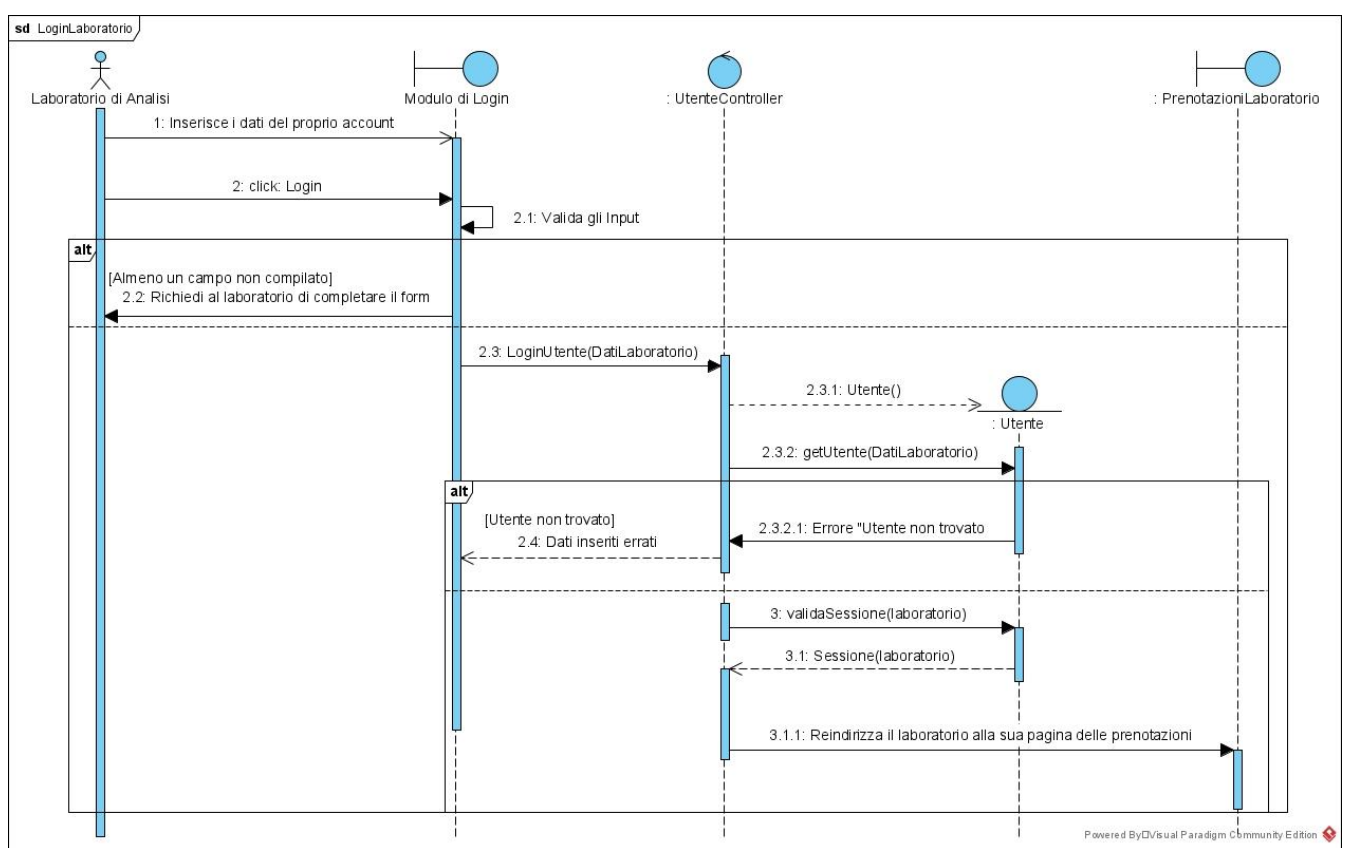 sd LoginLaboratorio
Laboratorio di Analisi
Modulo di Login
: UtenteController
: PrenotazioniLaboratorio
1: Inserisce i dati del proprio account
2: click: Login
2.1: Valida gli Input
alt
[Almeno un campo non compilato]
2.2: Richiedi al laboratorio di completare il form
2.3: LoginUtente(DatiLaboratorio)
2.3.1: Utente()
: Utente
2.3.2: getUtente(DatiLaboratorio)
alt
[Utente non trovato]
2.3.2.1: Errore "Utente non trovato
2.4: Dati inseriti errati
3: validaSessione(laboratorio)
3.1: Sessione(laboratorio)
3.1.1: Reindirizza il laboratorio alla sua pagina delle prenotazioni
Powered By□Visual Paradigm Community Edition